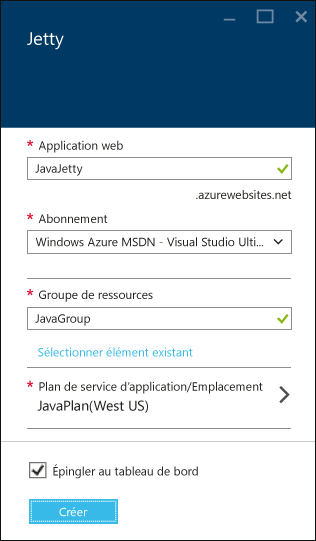 Jetty
* Application web
JavaJetty
.azurewebsites.net
* Abonnement
Windows Azure MSDN - Visual Studio Ulti...
* Groupe de ressources
JavaGroup
Sélectionner élément existant
* Plan de service d'application/Emplacement
JavaPlan(West US)
Épingler au tableau de bord
Créer